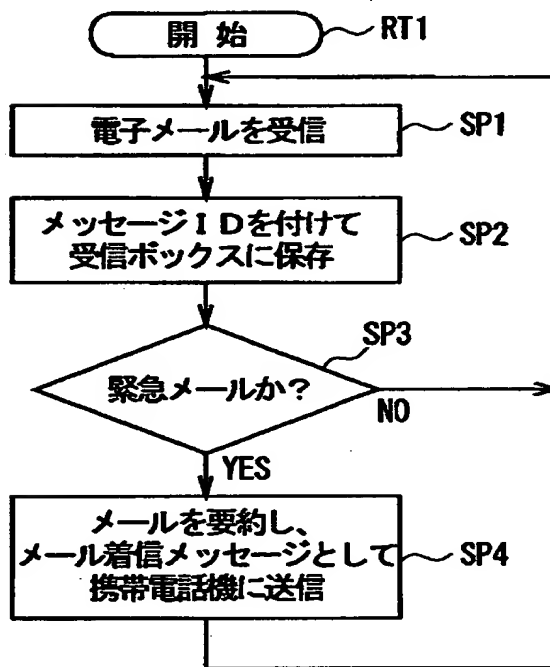 開始
RT1
電子メールを受信
SP1
メッセージIDを付けて
受信ボックスに保存
SP2
緊急メールか?
SP3
NO
YES
メールを要約し、
メール着信メッセージとして
携帯電話機に送信
SP4